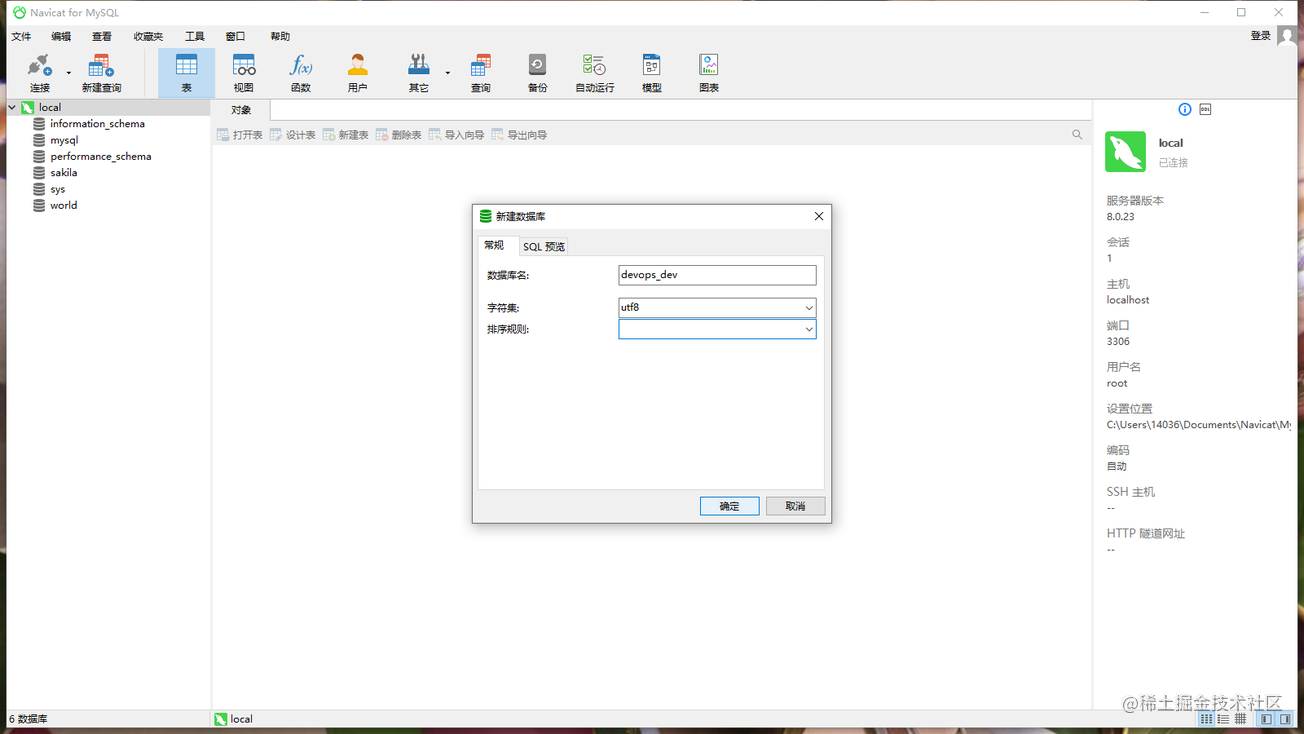 Navicat for MySQL
文件 编辑 查看 收藏夹 工具 窗口 帮助 登录
连接 新建查询 表 视图 函数 用户 其它 查询 备份 自动运行 模型 图表
local
information_schema
mysql
performance_schema
sakila
sys
world
对象
打开表 设计表 新建表 删除表 导入向导 导出向导
新建数据库
常规 SQL 预览
数据库名: devops_dev
字符集: utf8
排序规则:
确定 取消
DDL
local
已连接
服务器版本
8.0.23
会话
1
主机
localhost
端口
3306
用户名
root
设置位置
C:\Users\14036\Documents\Navicat\My
编码
自动
SSH 主机
--
HTTP 隧道网址
--
@稀土掘金技术社区
6 数据库 local